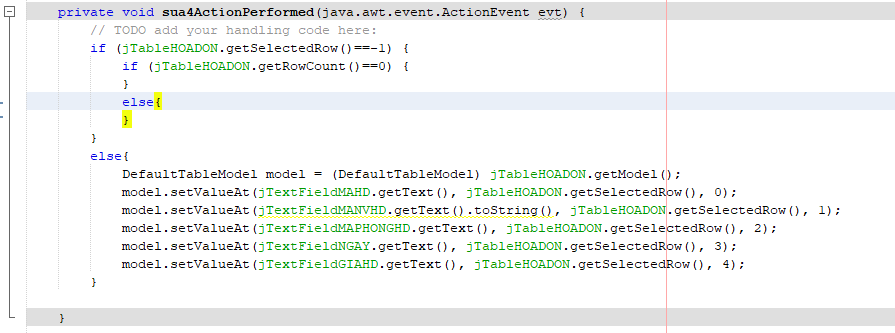 private void sua4ActionPerformed(java.awt.event.ActionEvent evt) {
// TODO add your handling code here:
if (jTableHOADON.getSelectedRow()==-1) {
if (jTableHOADON.getRowCount()==0) {
}
else{
}
}
else{
DefaultTableModel model = (DefaultTableModel) jTableHOADON.getModel();
model.setValueAt(jTextFieldMAHD.getText(), jTableHOADON.getSelectedRow(), 0);
model.setValueAt(jTextFieldMANVHD.getText().toString(), jTableHOADON.getSelectedRow(), 1);
model.setValueAt(jTextFieldMAPHONGHD.getText(), jTableHOADON.getSelectedRow(), 2);
model.setValueAt(jTextFieldNGAY.getText(), jTableHOADON.getSelectedRow(), 3);
model.setValueAt(jTextFieldGIAHD.getText(), jTableHOADON.getSelectedRow(), 4);
}
}